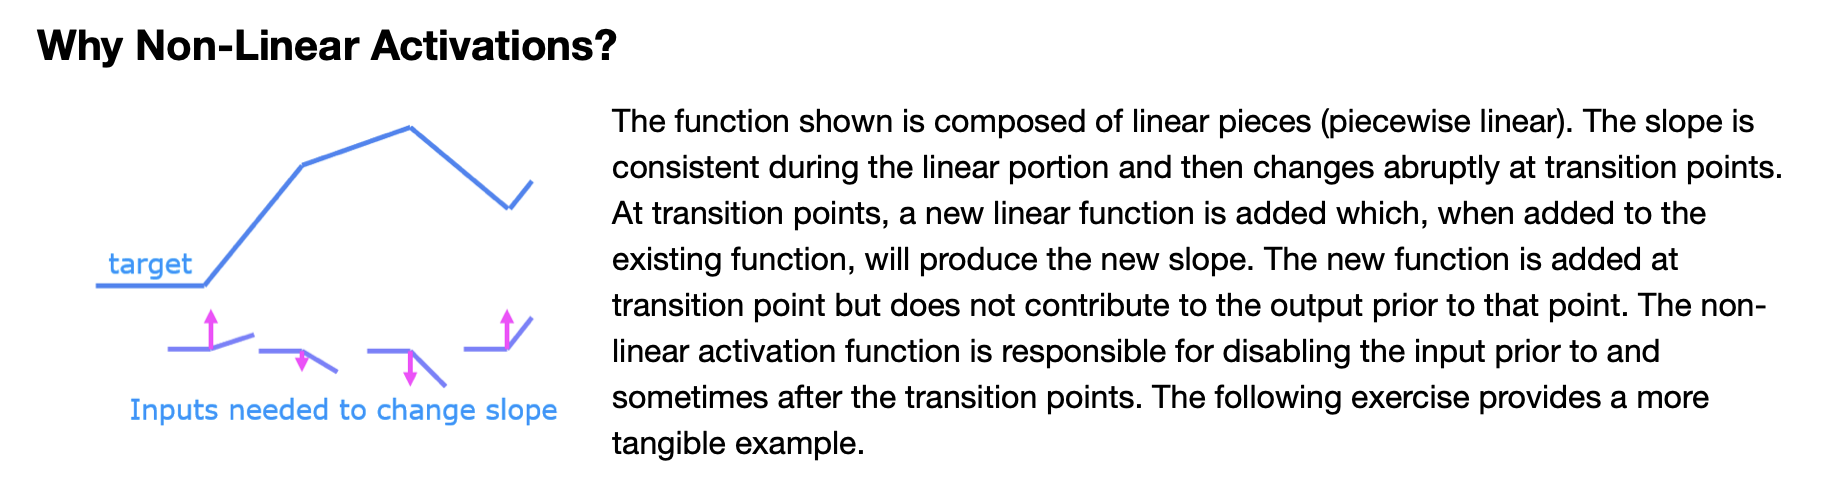 Why Non-Linear Activations?
target
Inputs needed to change slope
The function shown is composed of linear pieces (piecewise linear). The slope is
consistent during the linear portion and then changes abruptly at transition points.
At transition points, a new linear function is added which, when added to the
existing function, will produce the new slope. The new function is added at
transition point but does not contribute to the output prior to that point. The non-
linear activation function is responsible for disabling the input prior to and
sometimes after the transition points. The following exercise provides a more
tangible example.